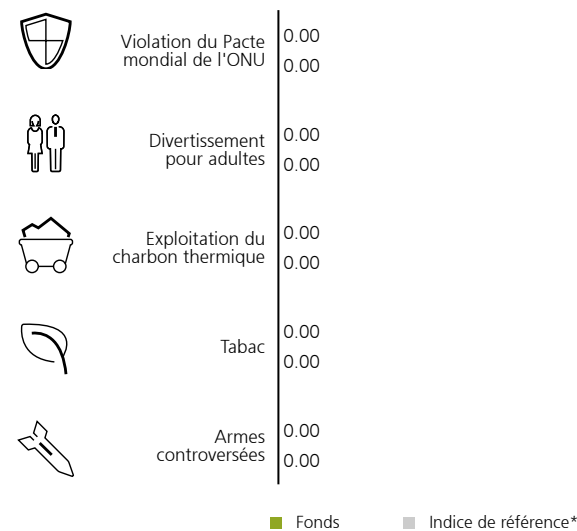 Violation du Pacte
mondial de l'ONU
0.00
0.00
Divertissement
pour adultes
0.00
0.00
Exploitation du
charbon thermique
0.00
0.00
Tabac
0.00
0.00
Armes
controversées
0.00
0.00
Fonds
Indice de référence*